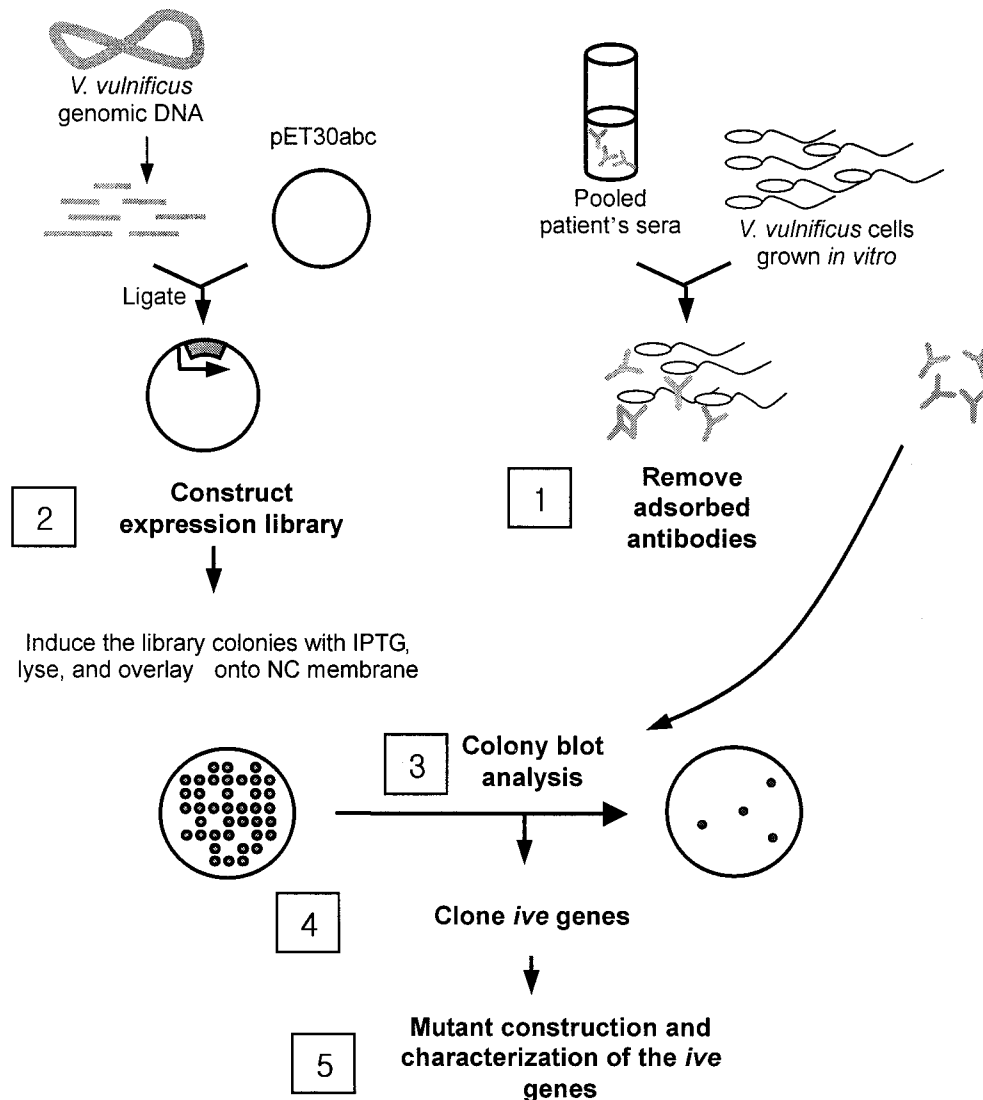 V. vulnificus
genomic DNA
pET30abc
Ligate
2
Construct
expression library
Induce the library colonies with IPTG,
lyse, and overlay onto NC membrane
Pooled
patient's sera
V. vulnificus cells
grown in vitro
1
Remove
adsorbed
antibodies
3
Colony blot
analysis
4
Clone ive genes
5
Mutant construction and
characterization of the ive
genes